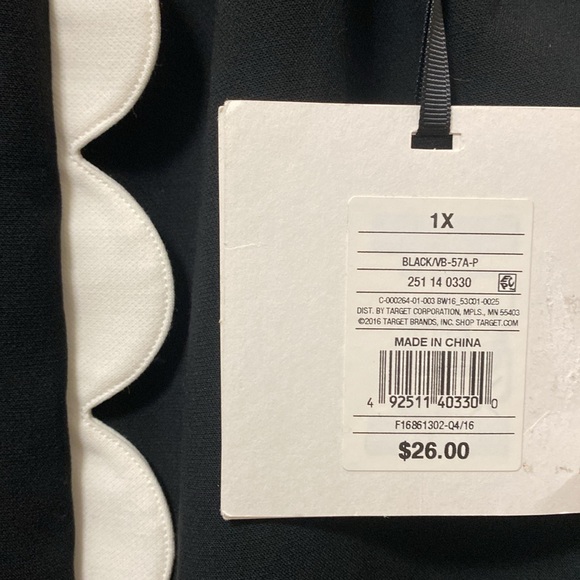 1X
BLACK/VB-57A-P
251 14 0330
C-000264-01-003 BW16_53C01-0025
DIST. BY TARGET CORPORATION, MPLS., MN 55403
©2016 TARGET BRANDS, INC. SHOP TARGET.COM
MADE IN CHINA
4 92511 40330 0
F16861302-Q4/16
$26.00